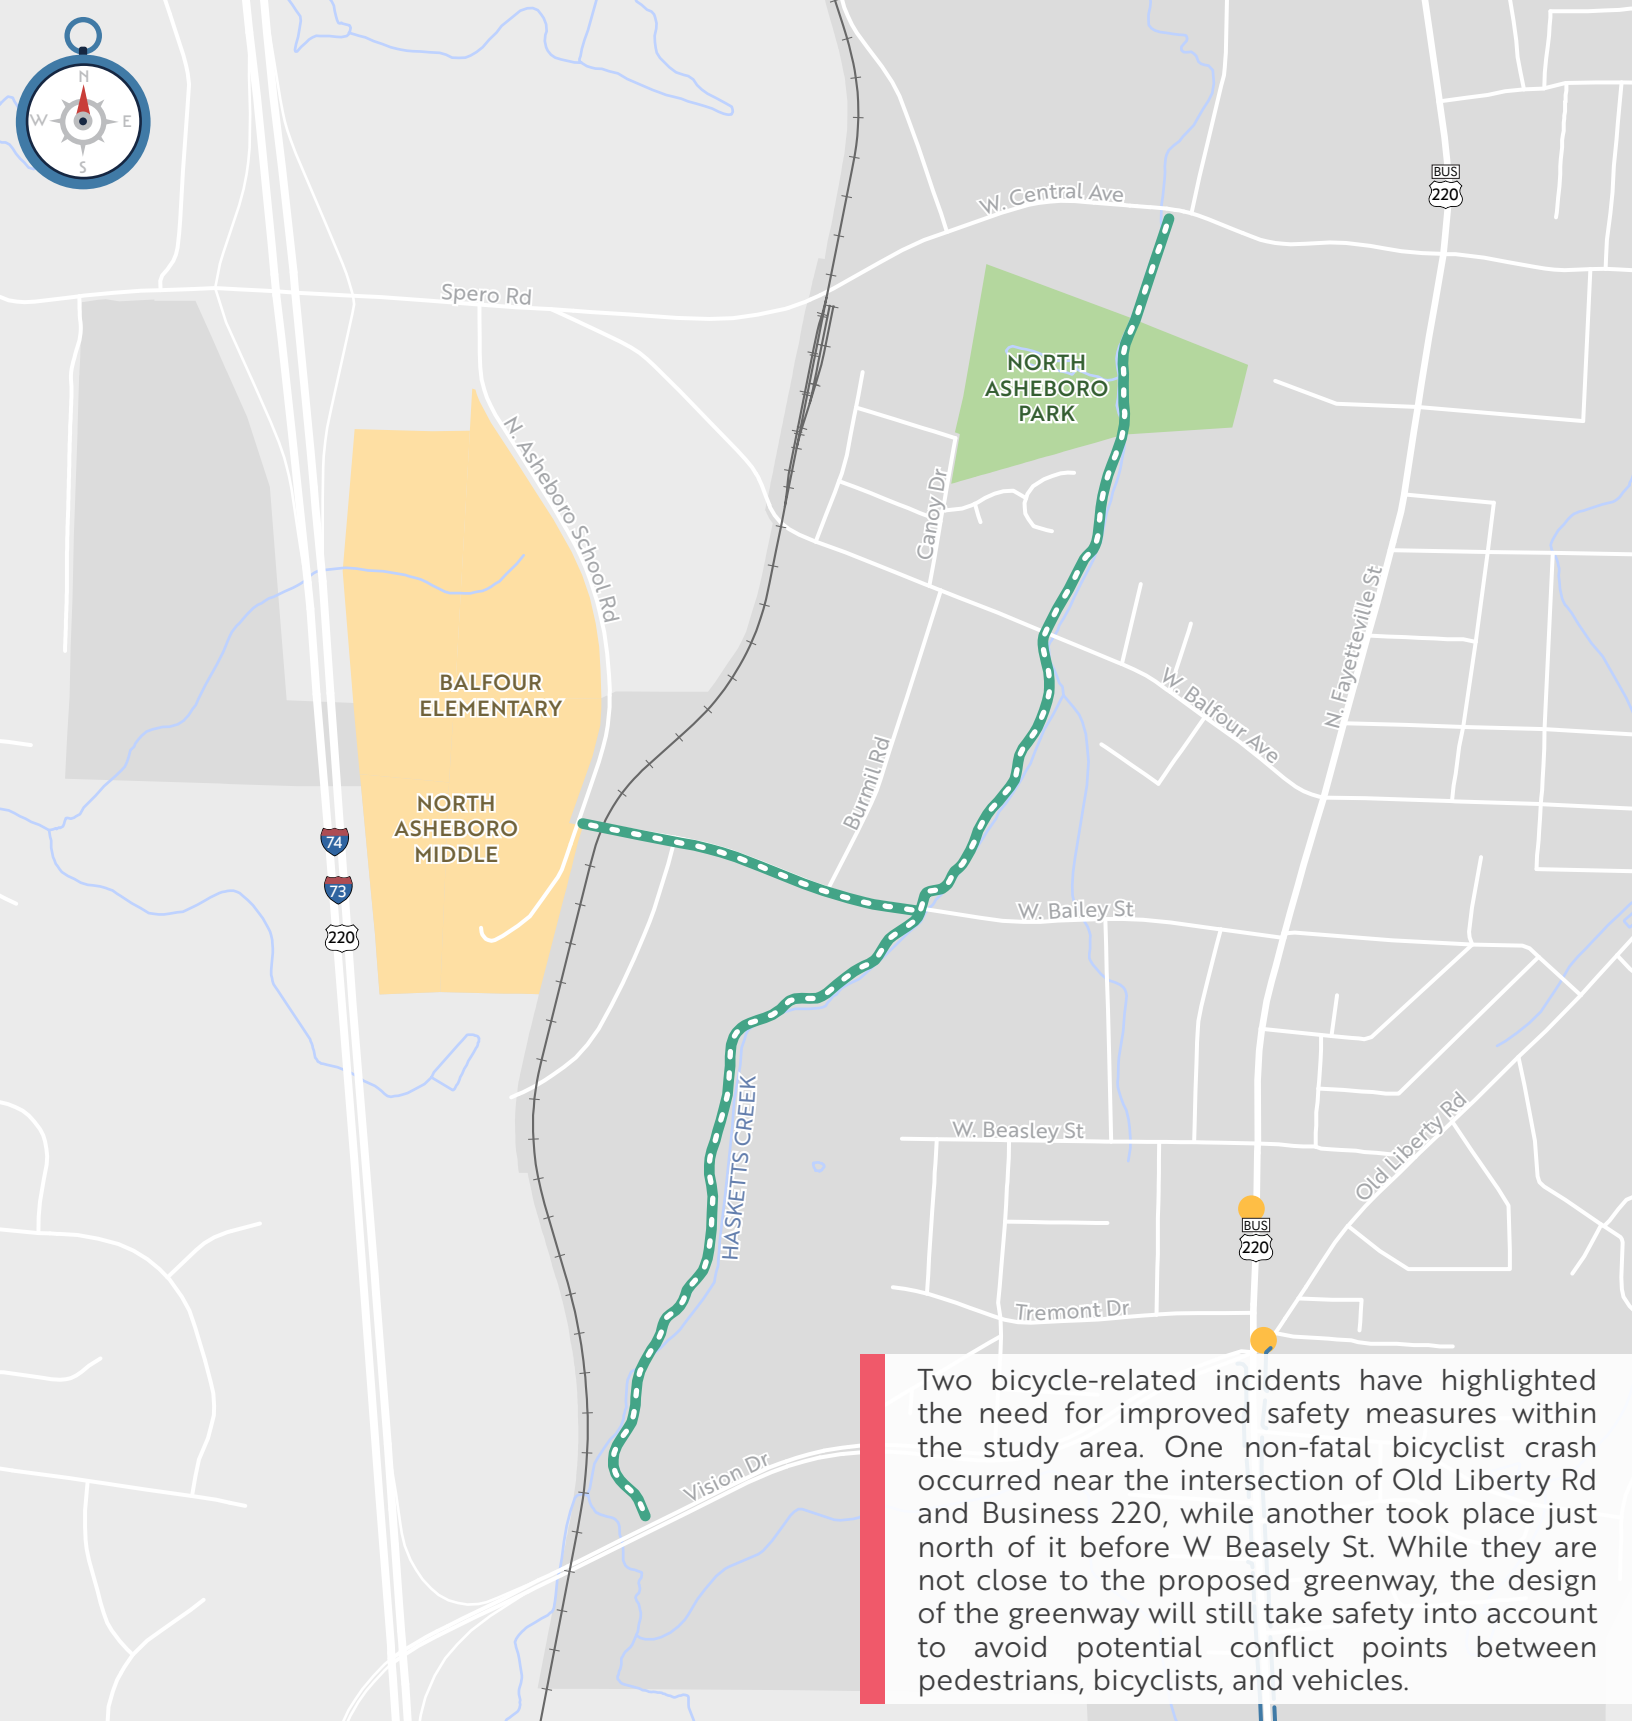 N
W
E
S
W. Central Ave
BUS
220
Spero Rd
NORTH
ASHEBORO
PARK
N. Asheboro School Rd
Canoy Dr
N. Fayetteville St
BALFOUR
ELEMENTARY
W. Balfour Ave
Burmil Rd
NORTH
ASHEBORO
MIDDLE
74
73
220
W. Bailey St
HASKETTS CREEK
W. Beasley St
Old Liberty Rd
BUS
220
Tremont Dr
Vision Dr
Two bicycle-related incidents have highlighted
the need for improved safety measures within
the study area. One non-fatal bicyclist crash
occurred near the intersection of Old Liberty Rd
and Business 220, while another took place just
north of it before W Beasely St. While they are
not close to the proposed greenway, the design
of the greenway will still take safety into account
to avoid potential conflict points between
pedestrians, bicyclists, and vehicles.